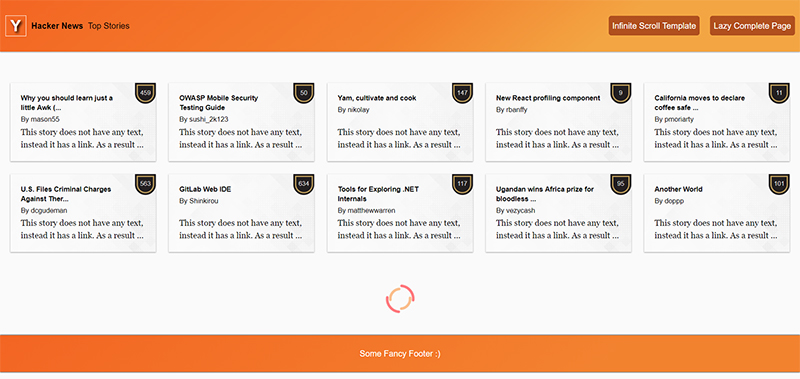 Y Hacker News Top Stories Infinite Scroll Template Lazy Complete Page
459
Why you should learn just a
little Awk (...
By mason55
This story does not have any text,
instead it has a link. As a result ...
50
OWASP Mobile Security
Testing Guide
By sushi_2k123
This story does not have any text,
instead it has a link. As a result ...
147
Yam, cultivate and cook
By nikolay
This story does not have any text,
instead it has a link. As a result ...
9
New React profiling component
By rbanffy
This story does not have any text,
instead it has a link. As a result ...
11
California moves to declare
coffee safe ...
By pmoriarty
This story does not have any text,
instead it has a link. As a result ...
563
U.S. Files Criminal Charges
Against Ther...
By dcgudeman
This story does not have any text,
instead it has a link. As a result ...
634
GitLab Web IDE
By Shinkirou
This story does not have any text,
instead it has a link. As a result ...
117
Tools for Exploring .NET
Internals
By matthewwarren
This story does not have any text,
instead it has a link. As a result ...
95
Ugandan wins Africa prize for
bloodless ...
By vezycash
This story does not have any text,
instead it has a link. As a result ...
101
Another World
By doppp
This story does not have any text,
instead it has a link. As a result ...
Some Fancy Footer :)